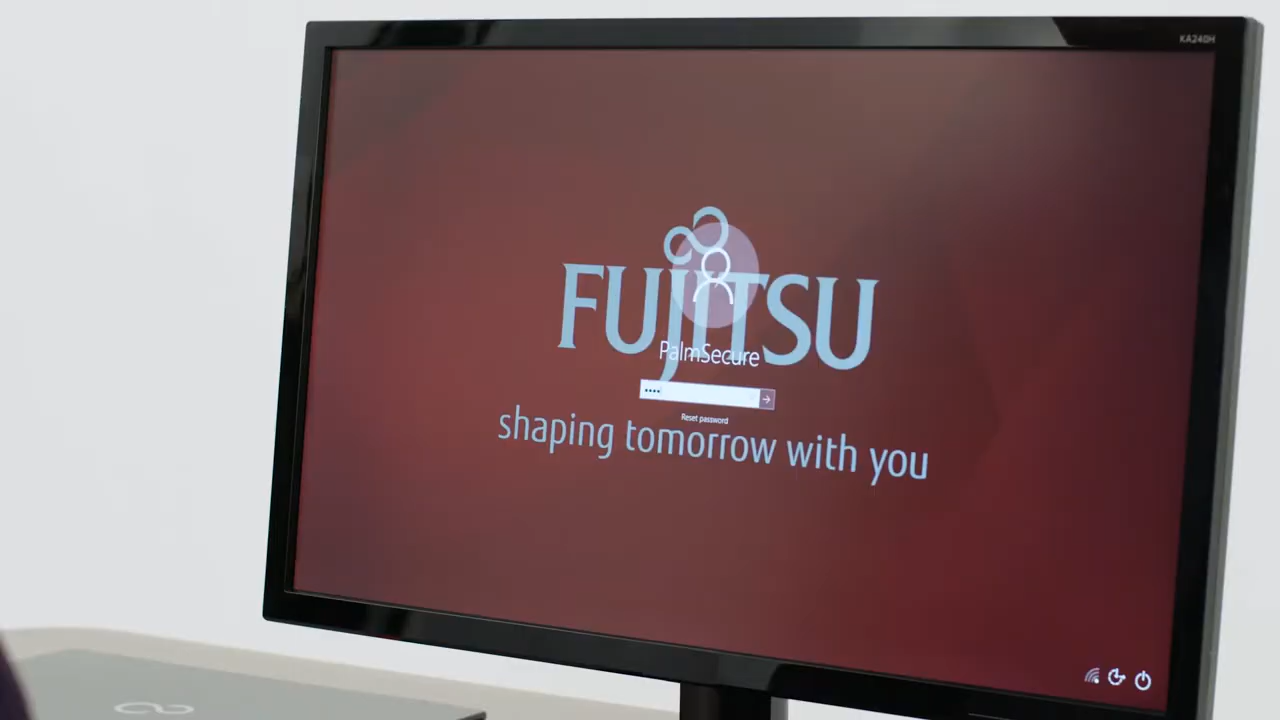 KA240H
FUJITSU
PalmSecure
••••
Reset password
shaping tomorrow with you